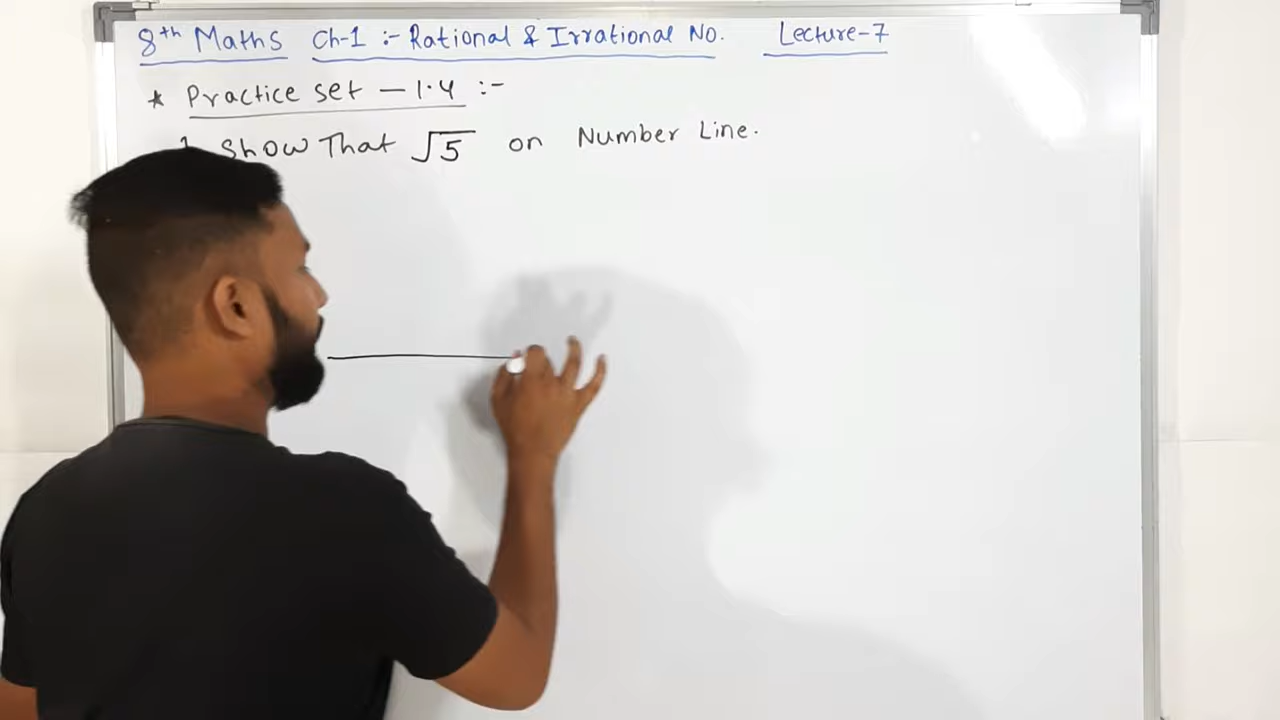 8th Maths Ch-1 :- Rational & Irrational No. Lecture-7
* Practice set - 1.4 :-
Show That √5 on Number Line.